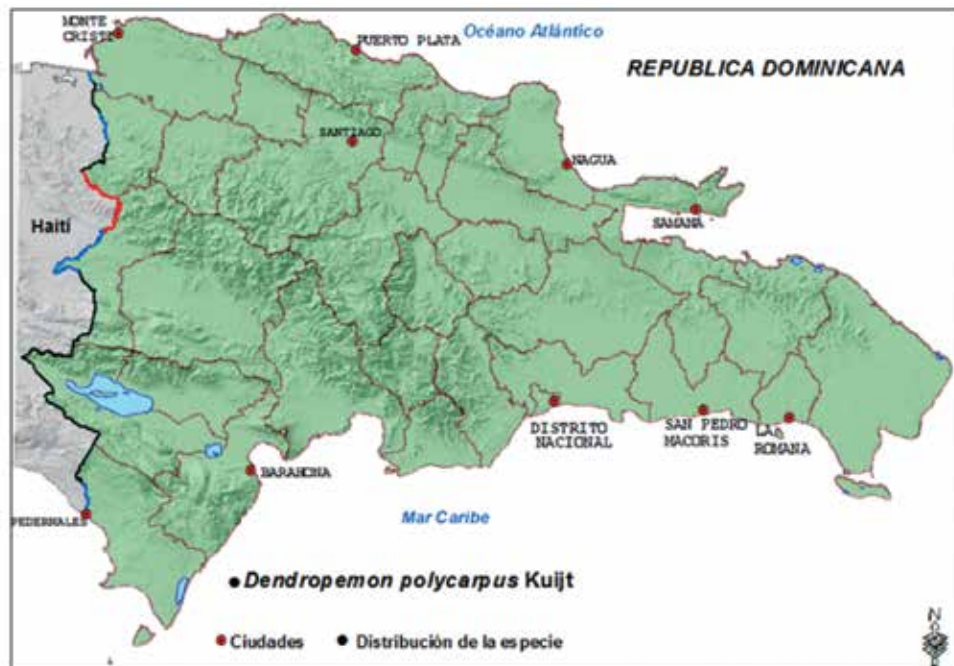 MONTE
CRISTI
PUERTO PLATA
Océano Atlántico
REPUBLICA DOMINICANA
SANTIAGO
NAGUA
Haití
SAMANA
DISTRITO
NACIONAL
SAN PEDRO
MACORIS
LA
ROMANA
BARAHONA
PEDERNALES
Mar Caribe
Dendropemon polycarpus Kuijt
Ciudades
Distribución de la especie
N